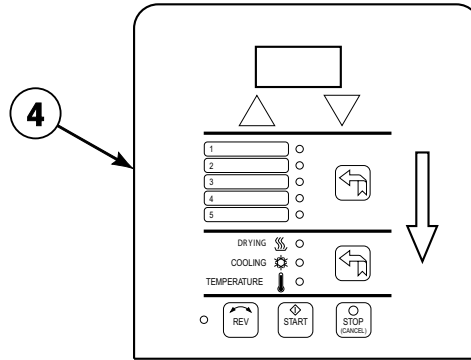 4
1
2
3
4
5
DRYING
COOLING
TEMPERATURE
REV
START
STOP
(CANCEL)